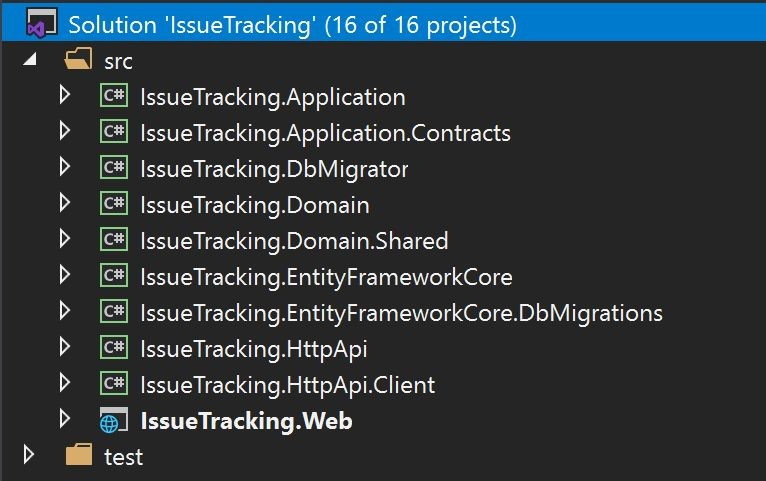 Solution 'IssueTracking' (16 of 16 projects)
src
C# IssueTracking.Application
C# IssueTracking.Application.Contracts
C# IssueTracking.DbMigrator
C# IssueTracking.Domain
C# IssueTracking.Domain.Shared
C# IssueTracking.EntityFrameworkCore
C# IssueTracking.EntityFrameworkCore.DbMigrations
C# IssueTracking.HttpApi
C# IssueTracking.HttpApi.Client
IssueTracking.Web
test